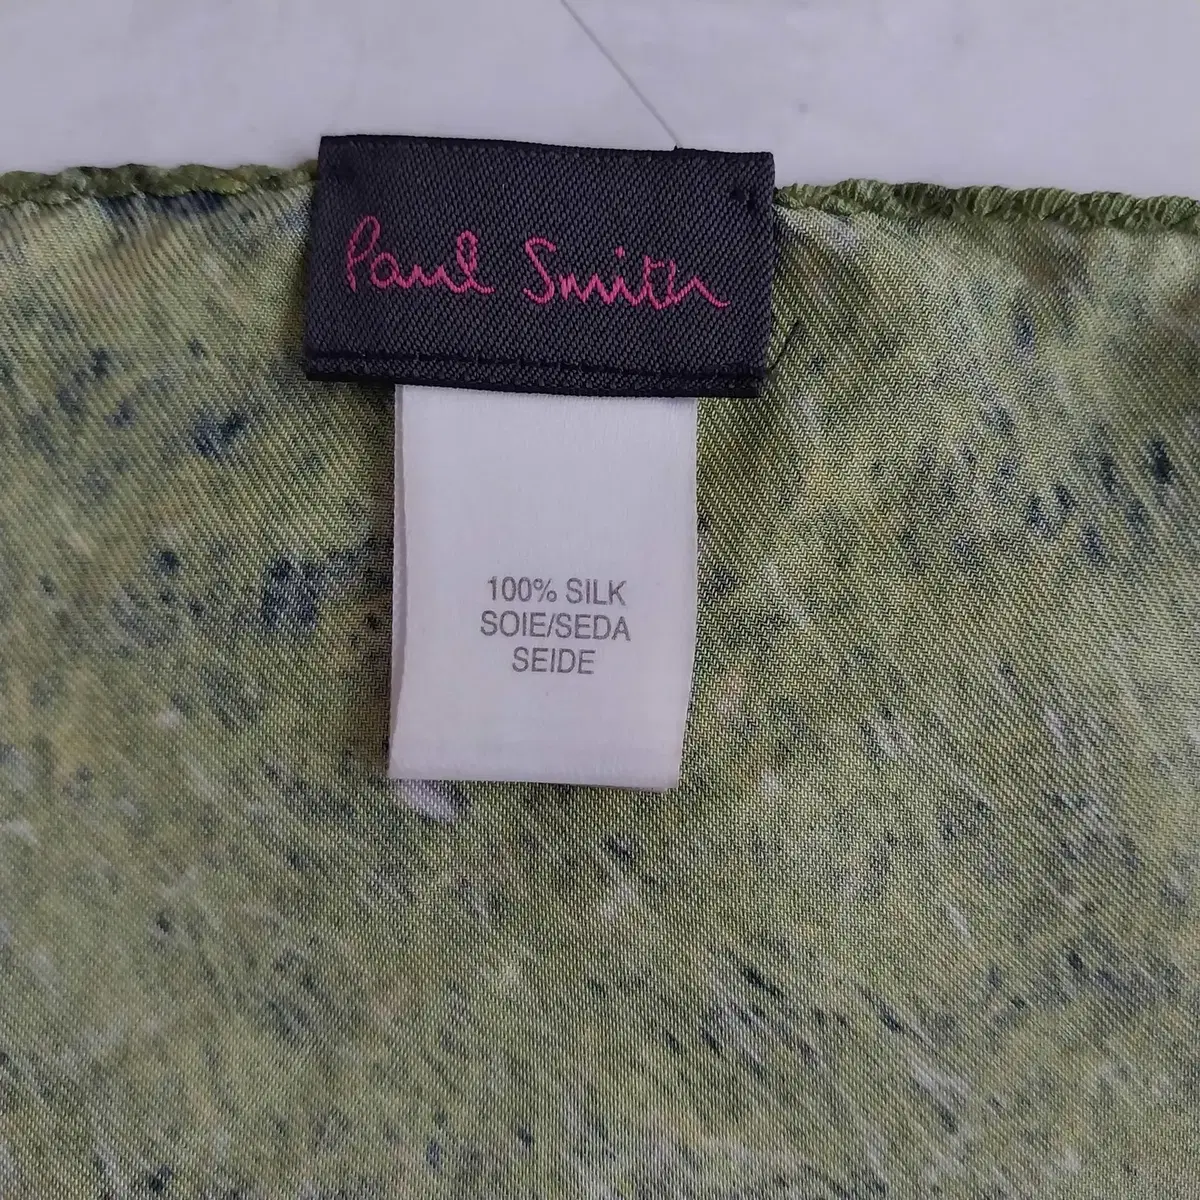 Paul Smith
100% SILK
SOIE/SEDA
SEIDE